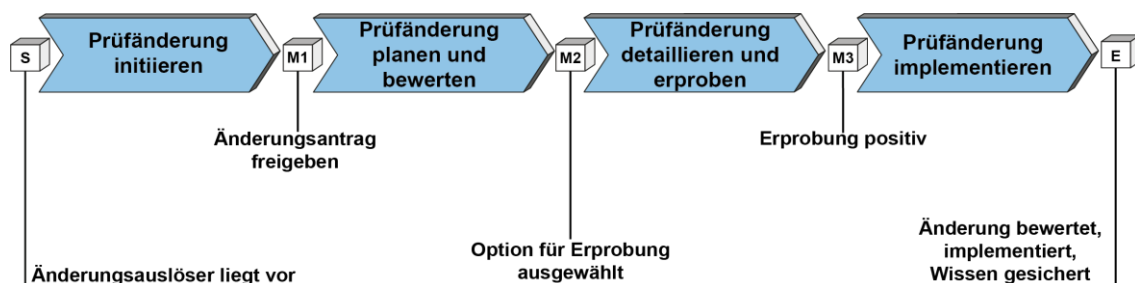 S
Prüfänderung
initiieren
M1
Prüfänderung
planen und
bewerten
M2
Prüfänderung
detaillieren und
erproben
M3
Prüfänderung
implementieren
E
Änderungsantrag
freigeben
Erprobung positiv
Option für Erprobung
ausgewählt
Änderung bewertet,
implementiert,
Wissen gesichert
Änderungsauslöser liegt vor